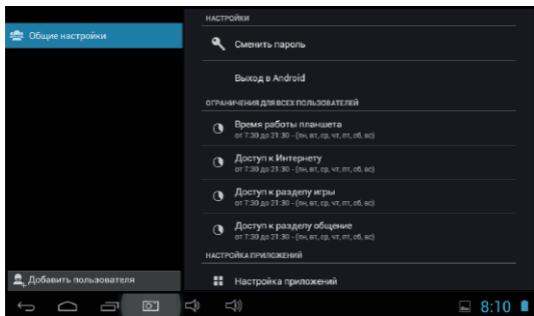 НАСТРОЙКИ
Общие настройки
Сменить пароль
Выход в Android
ОГРАНИЧЕНИЯ ДЛЯ ВСЕХ ПОЛЬЗОВАТЕЛЕЙ
Время работы планшета
от 7:30 до 21:30 - (пн, вт, ср, чт, пт, сб, вс)
Доступ к Интернету
от 7:30 до 21:30 - (пн, вт, ср, чт, пт, сб, вс)
Доступ к разделу игры
от 7:30 до 21:30 - (пн, вт, ср, чт, пт, сб, вс)
Доступ к разделу общение
от 7:30 до 21:30 - (пн, вт, ср, чт, пт, сб, вс)
НАСТРОЙКА ПРИЛОЖЕНИЙ
Настройка приложений
Добавить пользователя
8:10